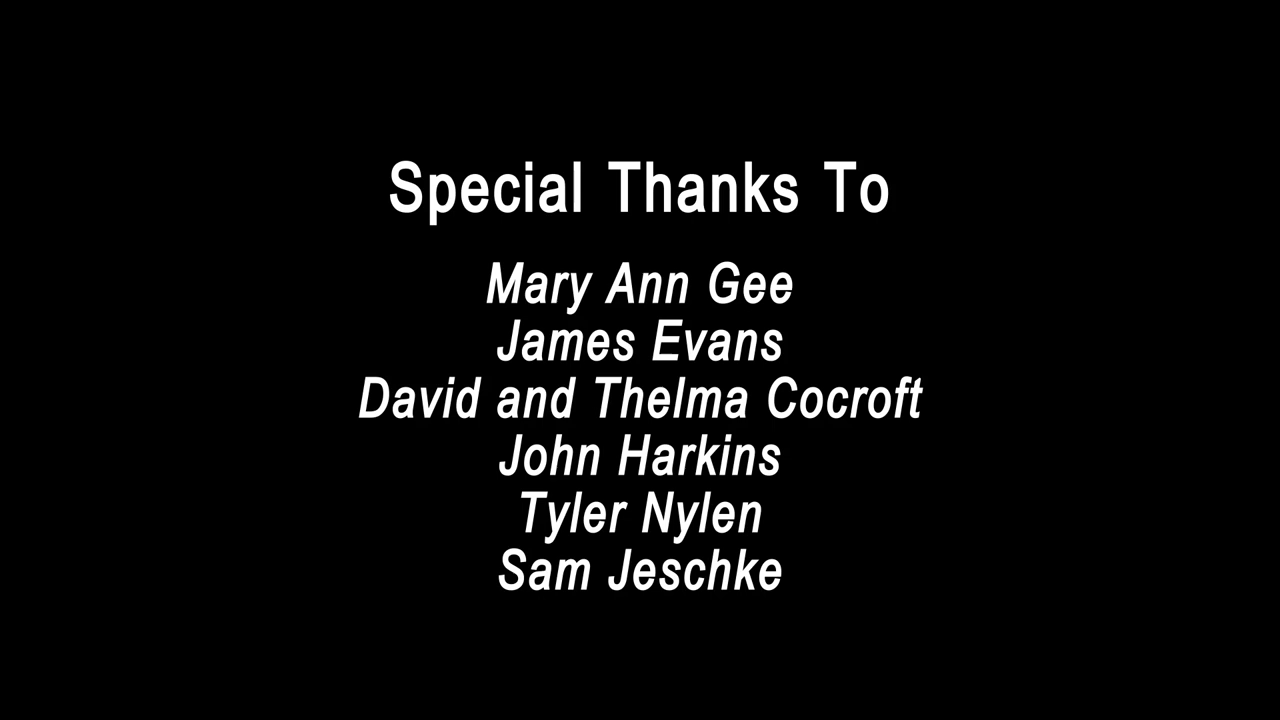 Special Thanks To
Mary Ann Gee
James Evans
David and Thelma Cocroft
John Harkins
Tyler Nylen
Sam Jeschke